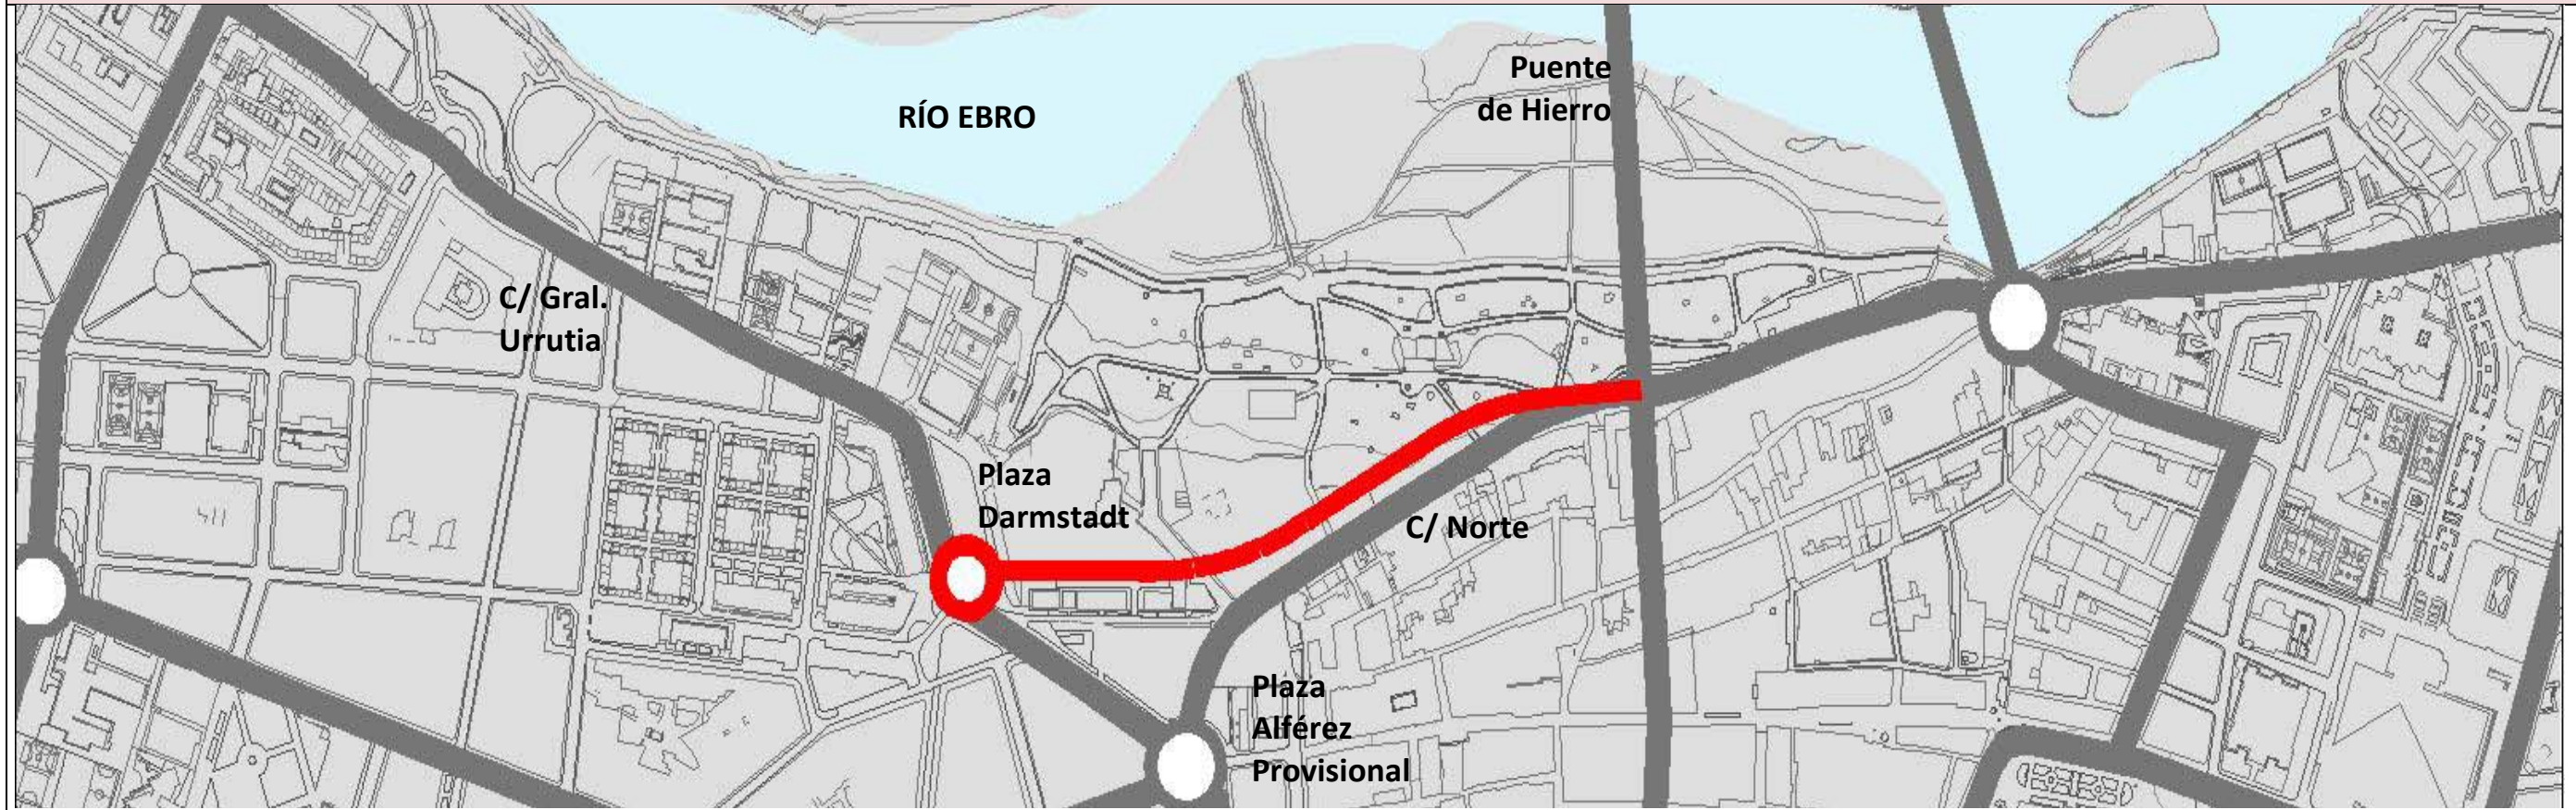 Puente
de Hierro
RÍO EBRO
C/ Gral.
Urrutia
Plaza
Darmstadt
C/ Norte
Plaza
Alférez
Provisional